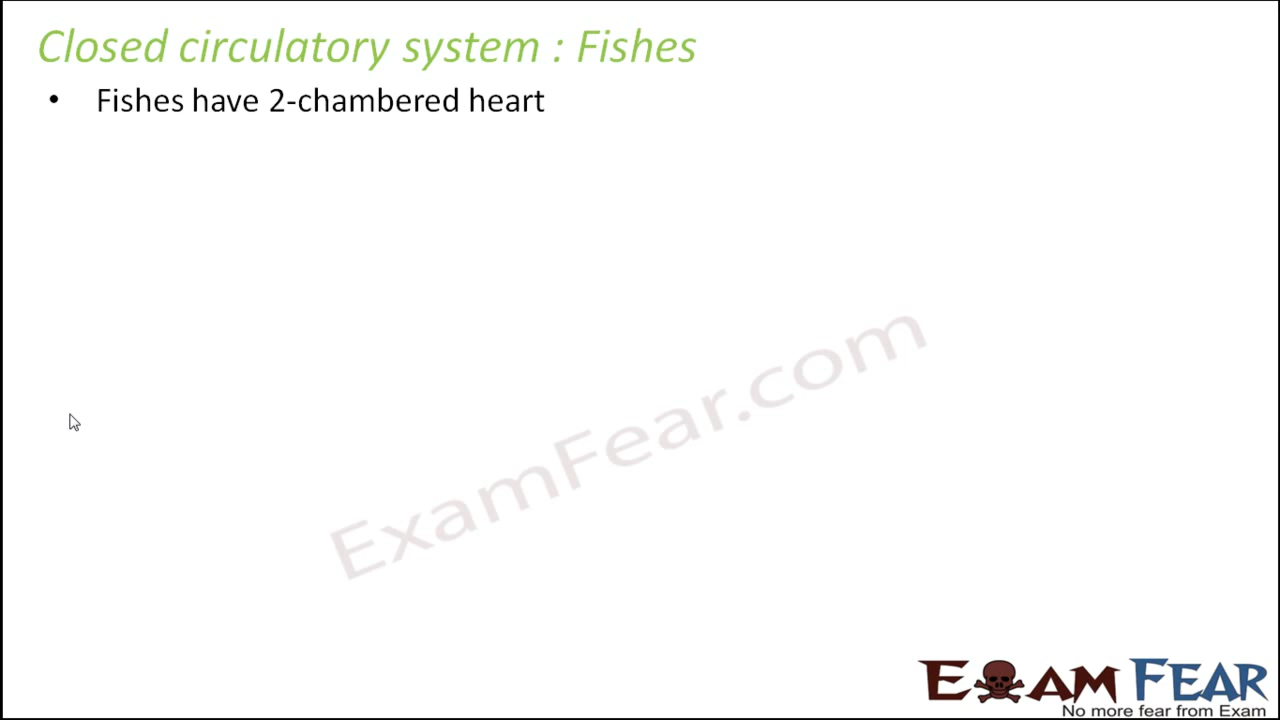 Closed circulatory system : Fishes
• Fishes have 2-chambered heart
ExamFear.com
EXAM FEAR
No more fear from Exam